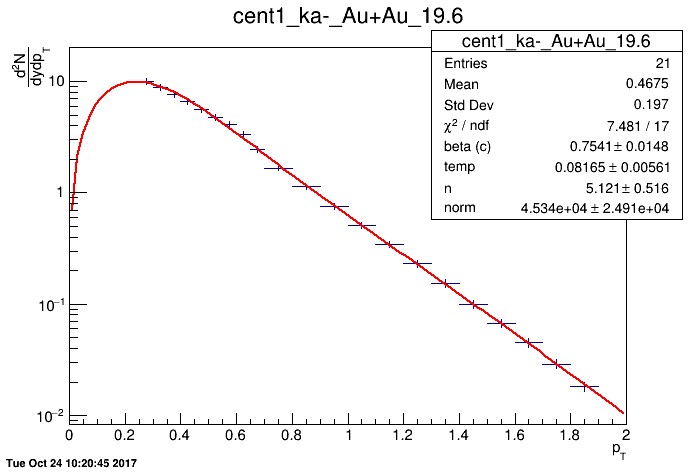 cent1_ka-_Au+Au_19.6
cent1_ka-_Au+Au_19.6
Entries 21
Mean 0.4675
Std Dev 0.197
χ² / ndf 7.481 / 17
beta (c) 0.7541± 0.0148
temp 0.08165 ± 0.00561
n 5.121± 0.516
norm 4.534e+04 ± 2.491e+04
d²N
dydp_T
10
1
10⁻¹
10⁻²
0 0.2 0.4 0.6 0.8 1 1.2 1.4 1.6 1.8 2
p_T
Tue Oct 24 10:20:45 2017